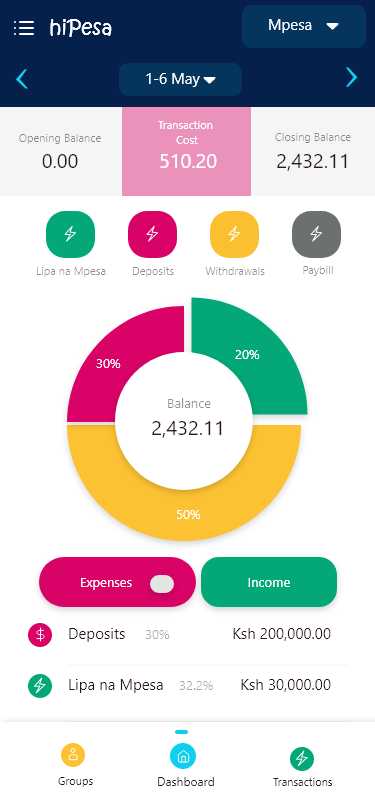 hiPesa
Mpesa
1-6 May
Opening Balance
0.00
Transaction
Cost
510.20
Closing Balance
2,432.11
Lipa na Mpesa
Deposits
Withdrawals
Paybill
30%
20%
Balance
2,432.11
50%
Expenses
Income
$ Deposits 30% Ksh 200,000.00
Lipa na Mpesa 32.2% Ksh 30,000.00
Groups
Dashboard
Transactions